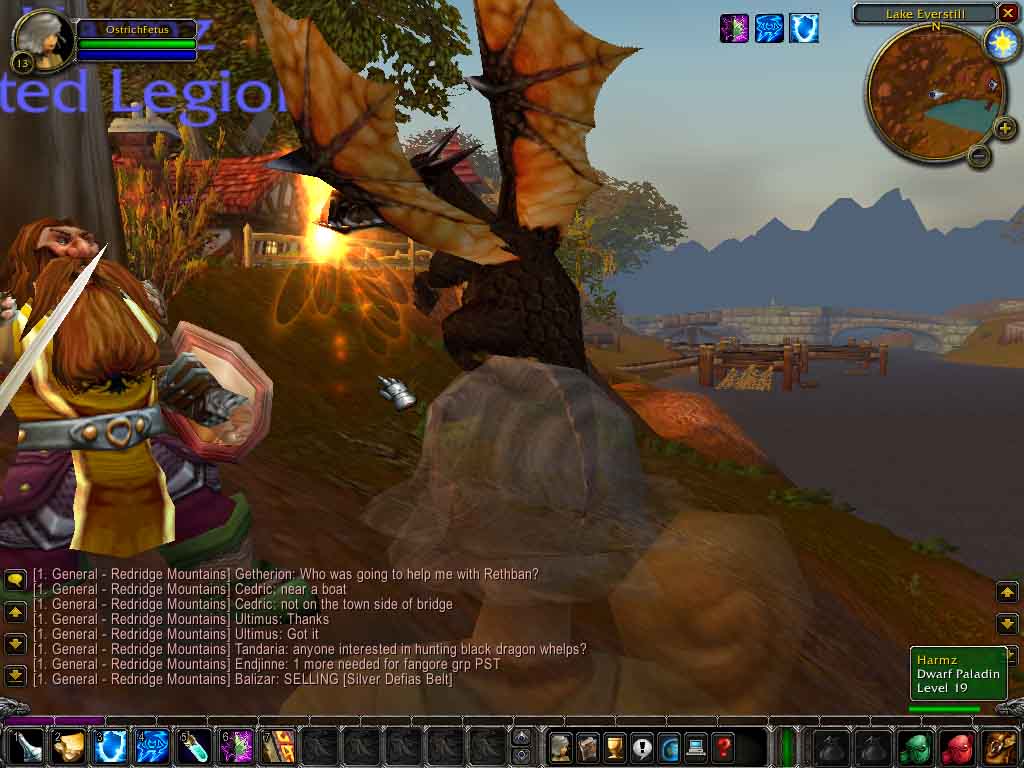 OstrichFetus
13
Lake Everstill
N
ted Legion
[1. General - Redridge Mountains] Getherion: Who was going to help me with Rethban?
[1. General - Redridge Mountains] Cedric: near a boat
[1. General - Redridge Mountains] Cedric: not on the town side of bridge
[1. General - Redridge Mountains] Ultimus: Thanks
[1. General - Redridge Mountains] Ultimus: Got it
[1. General - Redridge Mountains] Tandaria: anyone interested in hunting black dragon whelps?
[1. General - Redridge Mountains] Endjinne: 1 more needed for fangore grp PST
[1. General - Redridge Mountains] Balizar: SELLING [Silver Defias Belt]
Harmz
Dwarf Paladin
Level 19
2 3 4 5 6 7